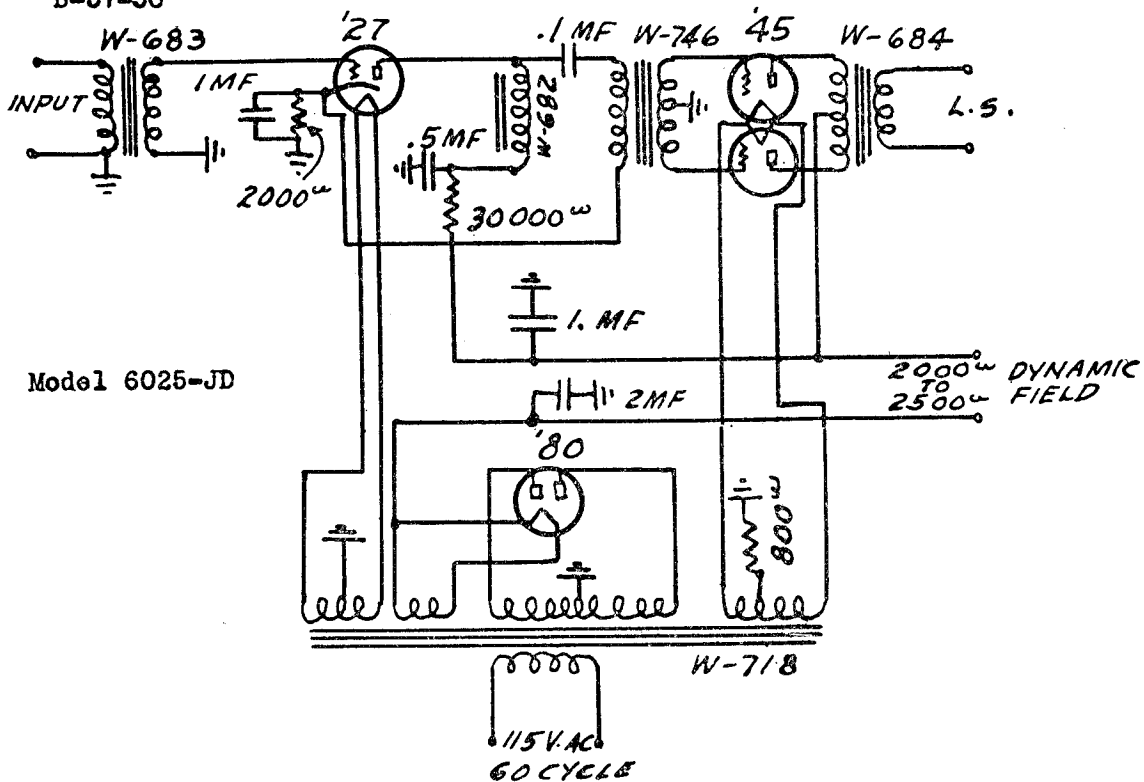 W-683
'27
.1 MF
W-746
'45
W-684
1MF
INPUT
W-682
L.S.
.5MF
2000ω
30000ω
1. MF
Model 6025-JD
2000ω
TO
2500ω
DYNAMIC
FIELD
2MF
'80
800ω
W-718
115V.AC
60 CYCLE